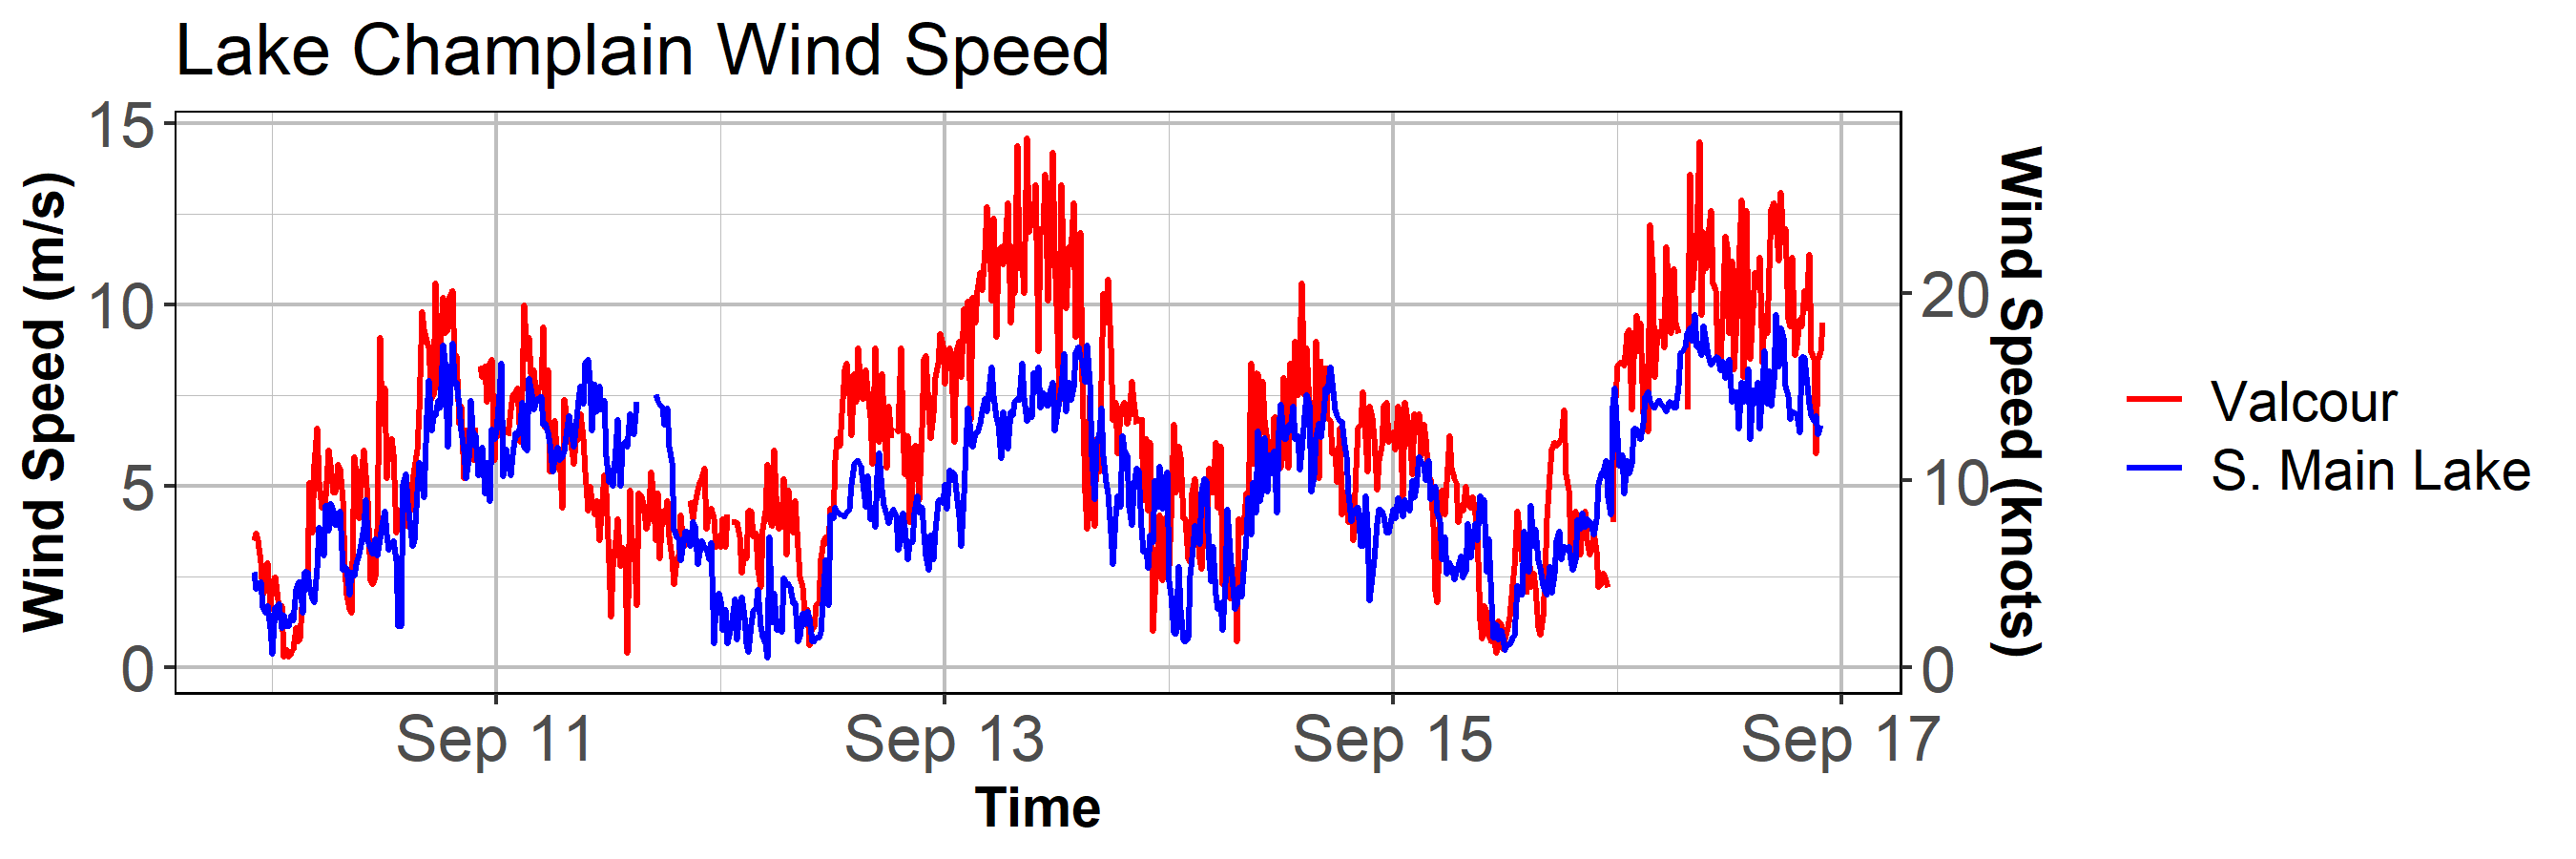 Lake Champlain Wind Speed
15
10
5
0
Wind Speed (m/s)
20
10
0
Wind Speed (knots)
Sep 11
Sep 13
Sep 15
Sep 17
Time
Valcour
S. Main Lake